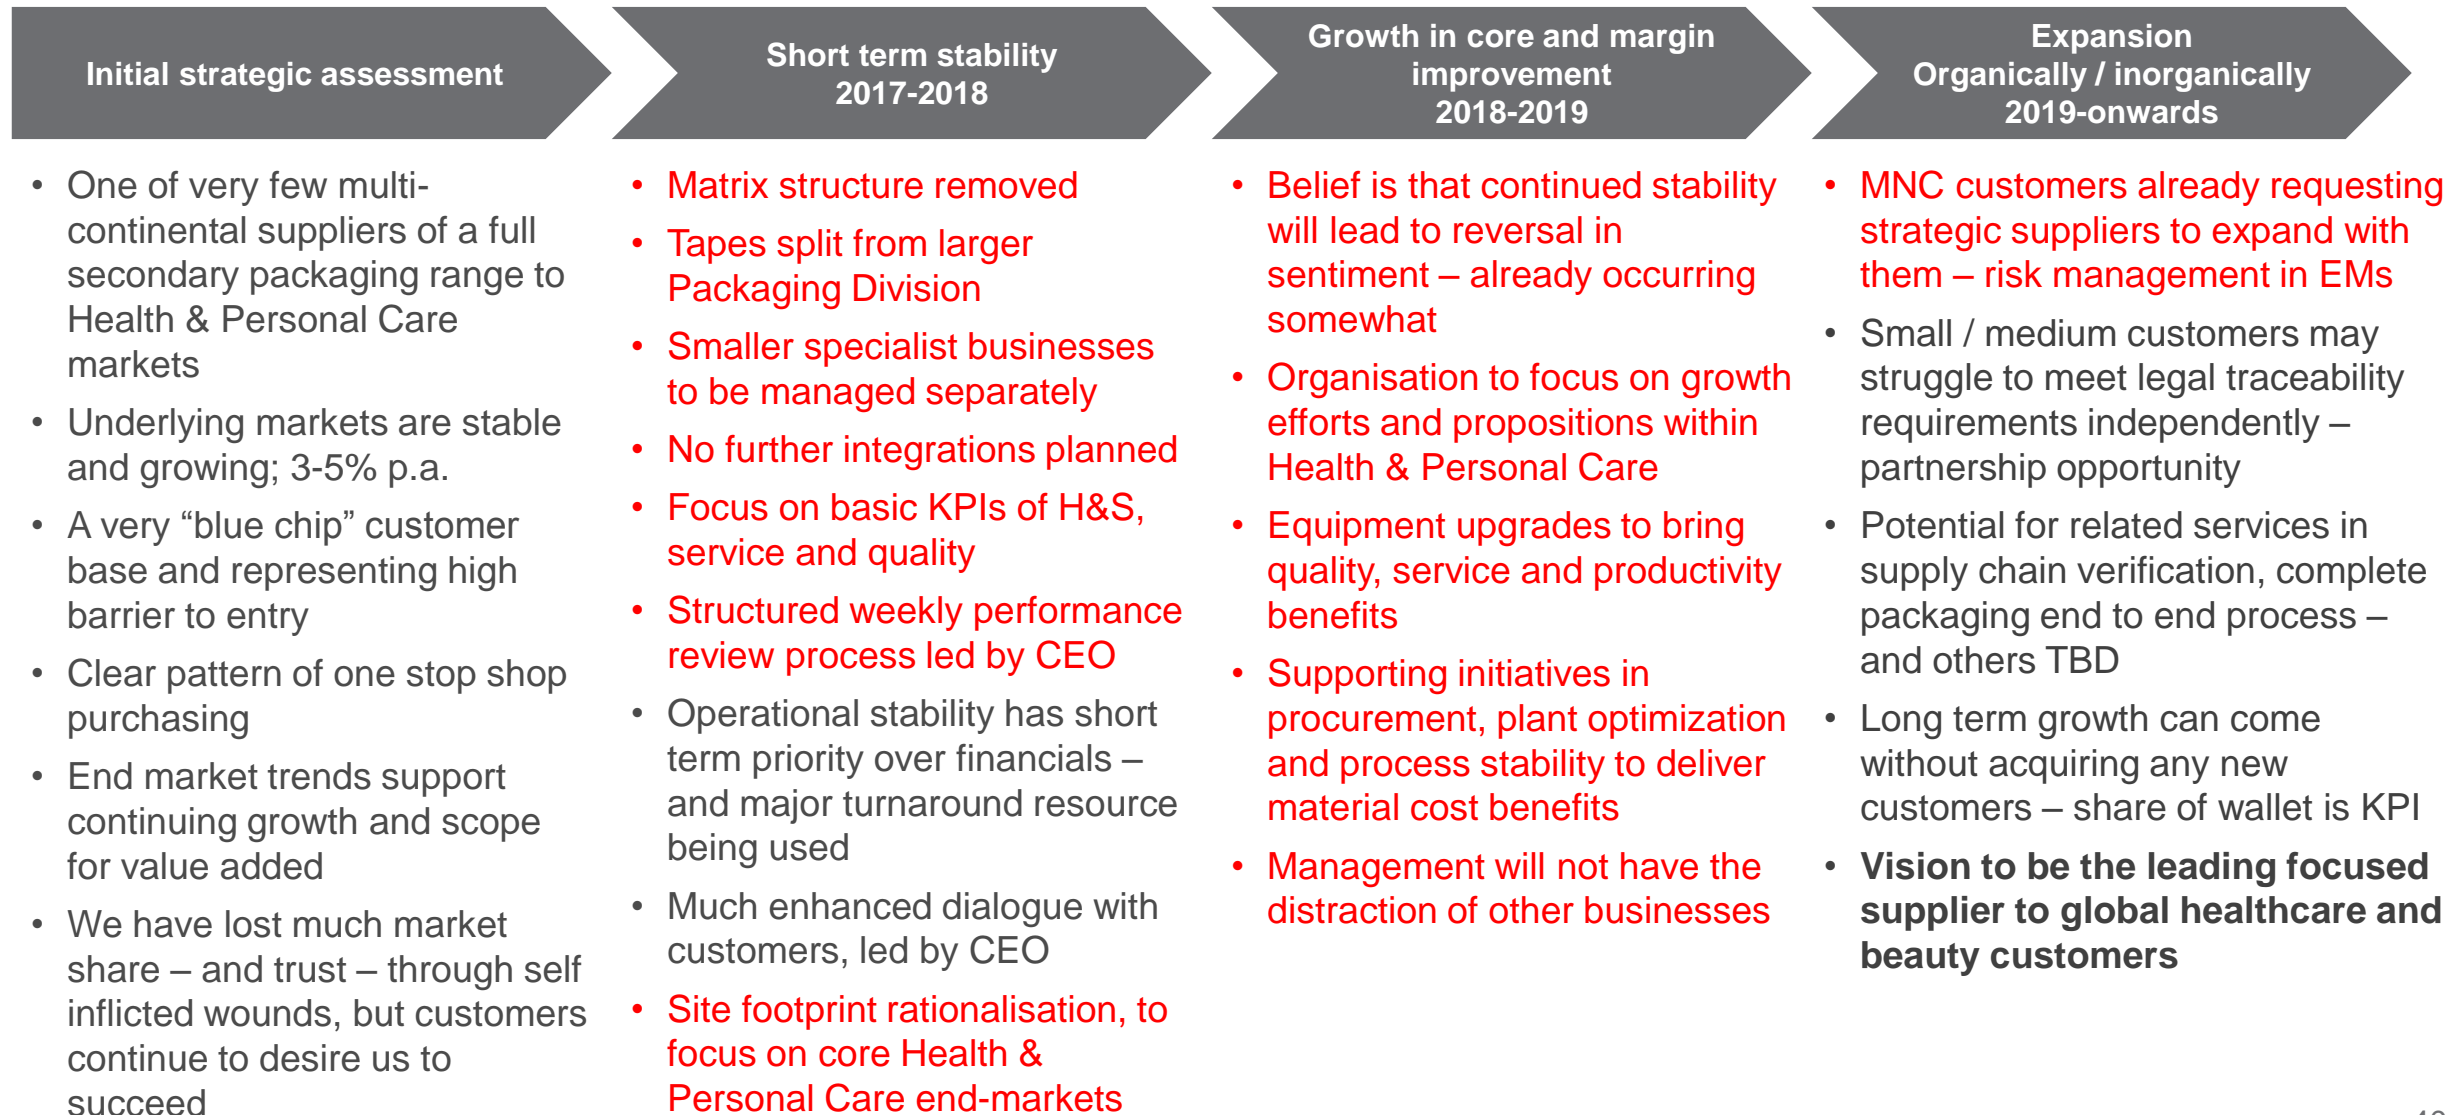 Initial strategic assessment
• One of very few multi-
continental suppliers of a full
secondary packaging range to
Health & Personal Care
markets
• Underlying markets are stable
and growing; 3-5% p.a.
• A very “blue chip” customer
base and representing high
barrier to entry
• Clear pattern of one stop shop
purchasing
• End market trends support
continuing growth and scope
for value added
• We have lost much market
share – and trust – through self
inflicted wounds, but customers
continue to desire us to
succeed
Short term stability
2017-2018
• Matrix structure removed
• Tapes split from larger
Packaging Division
• Smaller specialist businesses
to be managed separately
• No further integrations planned
• Focus on basic KPIs of H&S,
service and quality
• Structured weekly performance
review process led by CEO
• Operational stability has short
term priority over financials –
and major turnaround resource
being used
• Much enhanced dialogue with
customers, led by CEO
• Site footprint rationalisation, to
focus on core Health &
Personal Care end-markets
Growth in core and margin
improvement
2018-2019
• Belief is that continued stability
will lead to reversal in
sentiment – already occurring
somewhat
• Organisation to focus on growth
efforts and propositions within
Health & Personal Care
• Equipment upgrades to bring
quality, service and productivity
benefits
• Supporting initiatives in
procurement, plant optimization
and process stability to deliver
material cost benefits
• Management will not have the
distraction of other businesses
Expansion
Organically / inorganically
2019-onwards
• MNC customers already requesting
strategic suppliers to expand with
them – risk management in EMs
• Small / medium customers may
struggle to meet legal traceability
requirements independently –
partnership opportunity
• Potential for related services in
supply chain verification, complete
packaging end to end process –
and others TBD
• Long term growth can come
without acquiring any new
customers – share of wallet is KPI
• Vision to be the leading focused
supplier to global healthcare and
beauty customers